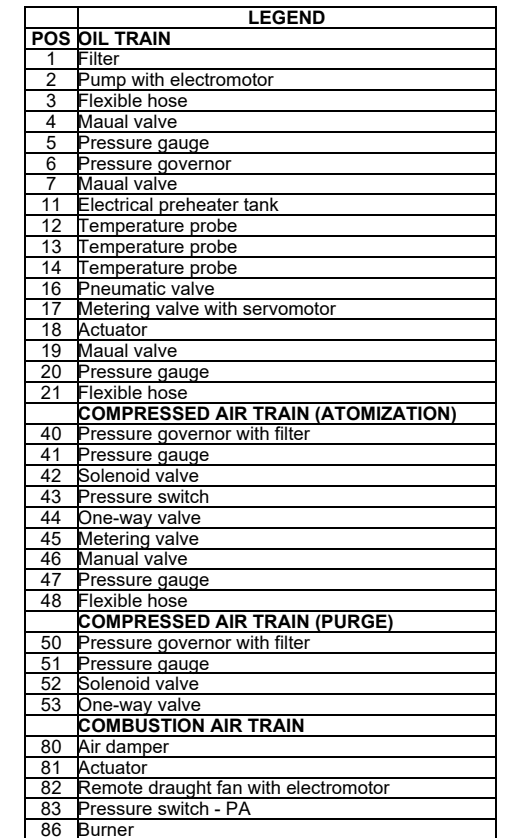 LEGEND
POS OIL TRAIN
1 Filter
2 Pump with electromotor
3 Flexible hose
4 Maual valve
5 Pressure gauge
6 Pressure governor
7 Maual valve
11 Electrical preheater tank
12 Temperature probe
13 Temperature probe
14 Temperature probe
16 Pneumatic valve
17 Metering valve with servomotor
18 Actuator
19 Maual valve
20 Pressure gauge
21 Flexible hose
COMPRESSED AIR TRAIN (ATOMIZATION)
40 Pressure governor with filter
41 Pressure gauge
42 Solenoid valve
43 Pressure switch
44 One-way valve
45 Metering valve
46 Manual valve
47 Pressure gauge
48 Flexible hose
COMPRESSED AIR TRAIN (PURGE)
50 Pressure governor with filter
51 Pressure gauge
52 Solenoid valve
53 One-way valve
COMBUSTION AIR TRAIN
80 Air damper
81 Actuator
82 Remote draught fan with electromotor
83 Pressure switch - PA
86 Burner